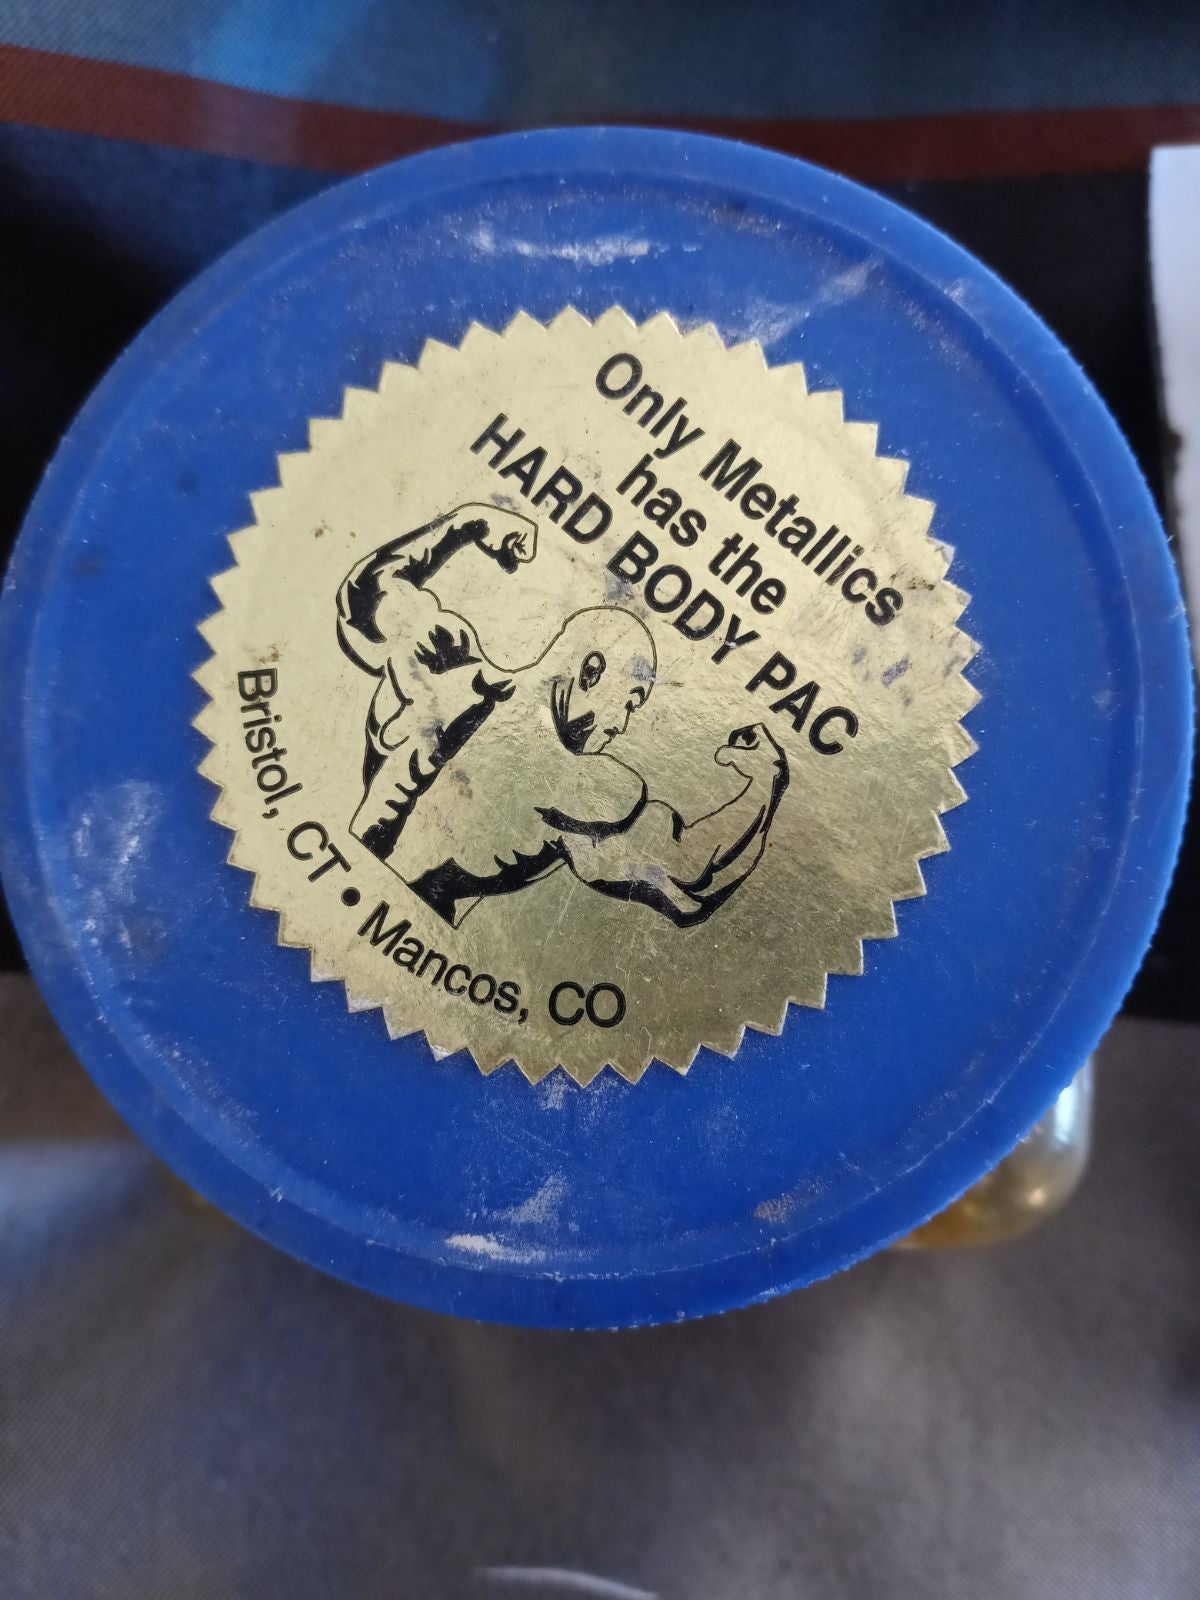 Only Metallics
has the
HARD BODY PAC
Bristol, CT • Mancos, CO